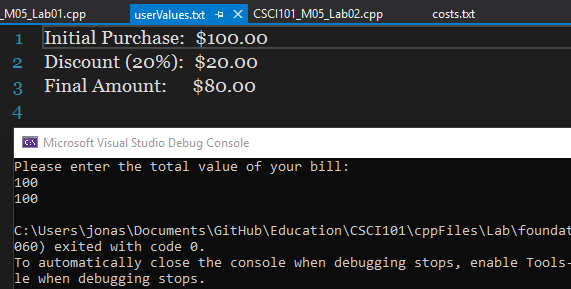 _M05_Lab01.cpp userValues.txt CSCI101_M05_Lab02.cpp costs.txt
1 Initial Purchase: $100.00
2 Discount (20%): $20.00
3 Final Amount: $80.00
4
C:\ Microsoft Visual Studio Debug Console
Please enter the total value of your bill:
100
100
C:\Users\jonas\Documents\GitHub\Education\CSCI101\cppFiles\Lab\foundat
060) exited with code 0.
To automatically close the console when debugging stops, enable Tools-
le when debugging stops.